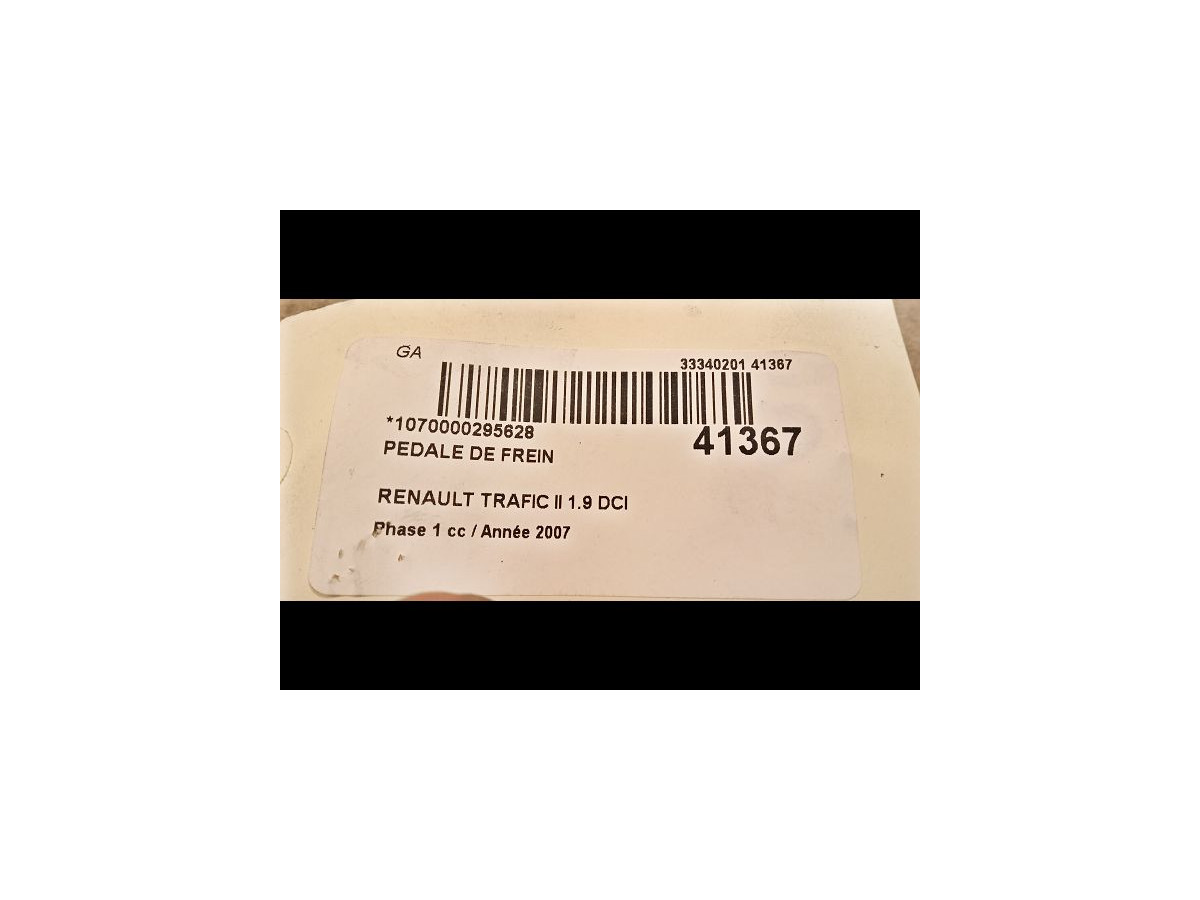 GA
33340201 41367
*1070000295628
41367
PEDALE DE FREIN
RENAULT TRAFIC II 1.9 DCI
Phase 1 cc / Année 2007